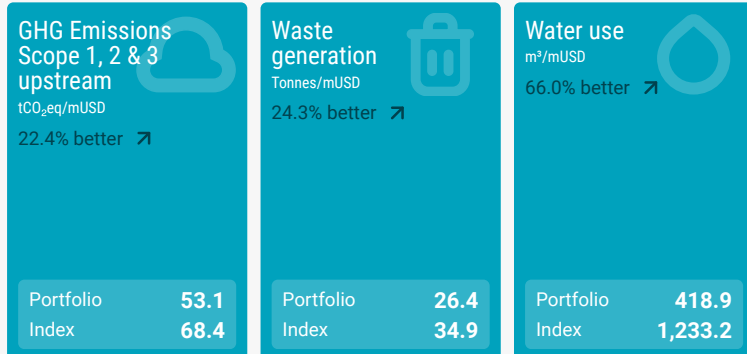 GHG Emissions
Scope 1, 2 & 3
upstream
tCO₂eq/mUSD
22.4% better
Portfolio 53.1
Index 68.4
Waste
generation
Tonnes/mUSD
24.3% better
Portfolio 26.4
Index 34.9
Water use
m³/mUSD
66.0% better
Portfolio 418.9
Index 1,233.2